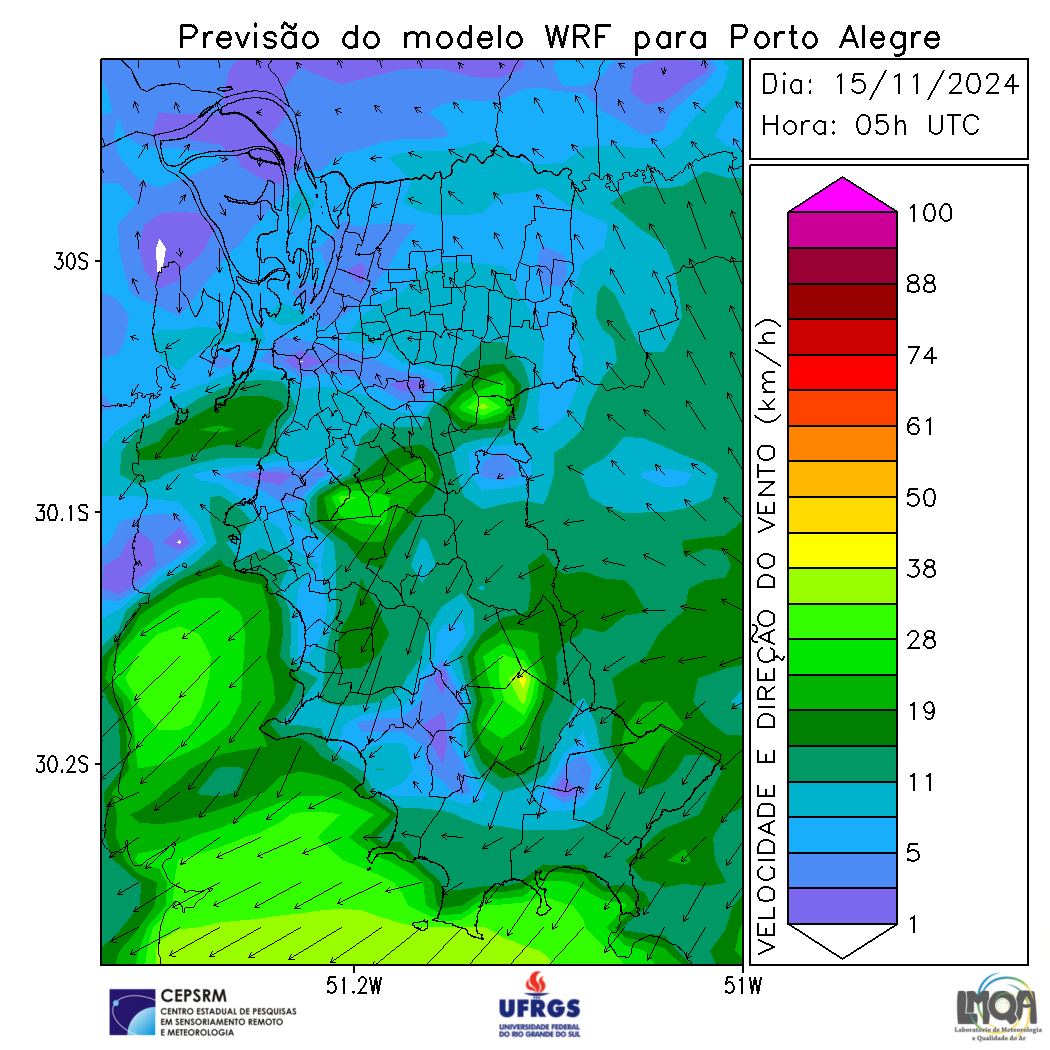 Previsão do modelo WRF para Porto Alegre
Dia: 15/11/2024
Hora: 05h UTC
30S
30.1S
30.2S
51.2W
51W
VELOCIDADE E DIREÇÃO DO VENTO (km/h)
100
88
74
61
50
38
28
19
11
5
1
CEPSRM
CENTRO ESTADUAL DE PESQUISAS
EM SENSORIAMENTO REMOTO
E METEOROLOGIA
UFRGS
UNIVERSIDADE FEDERAL
DO RIO GRANDE DO SUL
LMQA
Laboratório de Meteorologia
e Qualidade do Ar